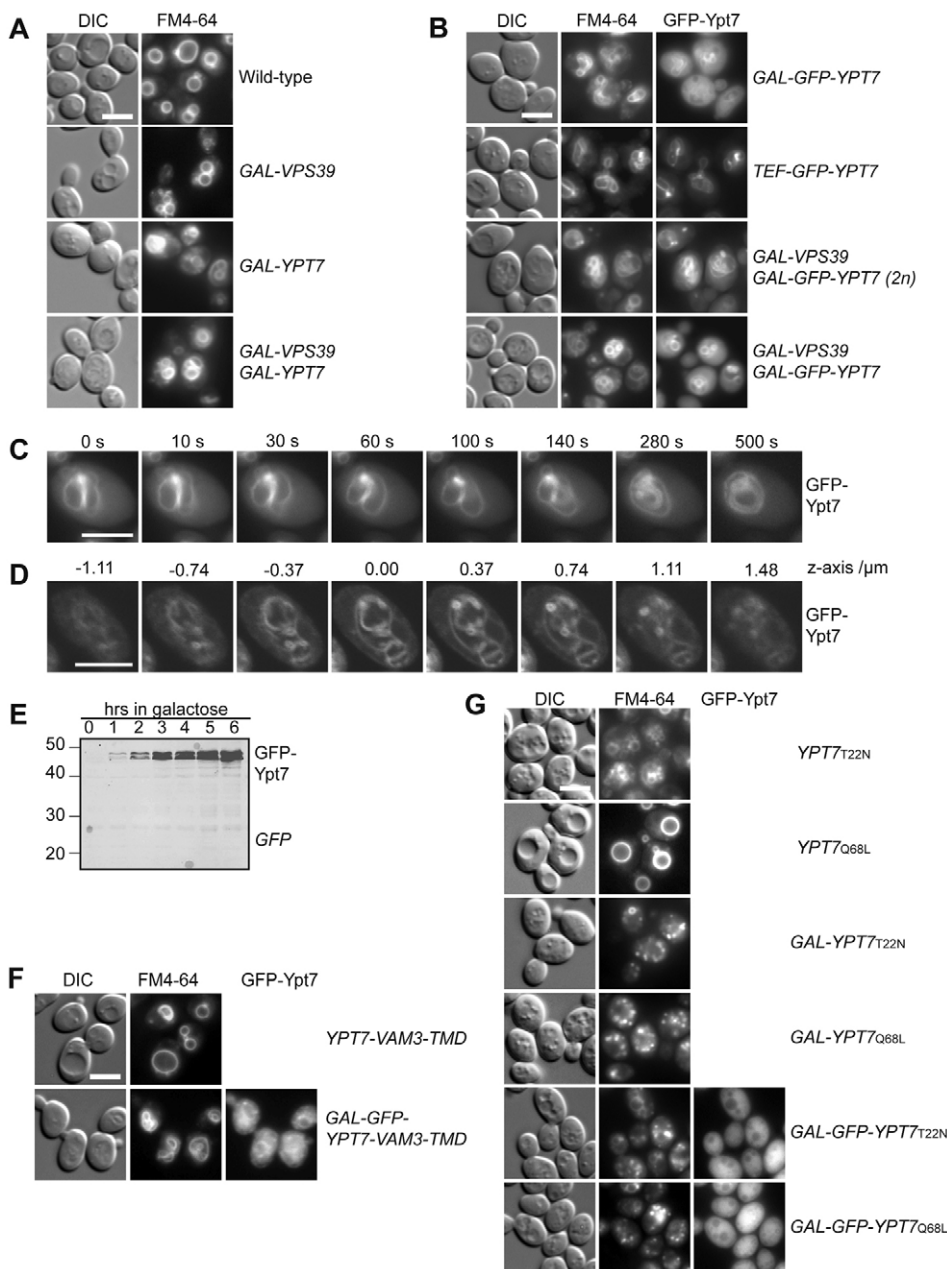 A
DIC FM4-64
Wild-type
GAL-VPS39
GAL-YPT7
GAL-VPS39
GAL-YPT7
B
DIC FM4-64 GFP-Ypt7
GAL-GFP-YPT7
TEF-GFP-YPT7
GAL-VPS39
GAL-GFP-YPT7 (2n)
GAL-VPS39
GAL-GFP-YPT7
C
0 s 10 s 30 s 60 s 100 s 140 s 280 s 500 s
GFP-
Ypt7
D
-1.11 -0.74 -0.37 0.00 0.37 0.74 1.11 1.48 z-axis /µm
GFP-
Ypt7
E
hrs in galactose
0 1 2 3 4 5 6
50
40
30
20
GFP-
Ypt7
GFP
F
DIC FM4-64 GFP-Ypt7
YPT7-VAM3-TMD
GAL-GFP-
YPT7-VAM3-TMD
G
DIC FM4-64 GFP-Ypt7
YPT7T22N
YPT7Q68L
GAL-YPT7T22N
GAL-YPT7Q68L
GAL-GFP-YPT7T22N
GAL-GFP-YPT7Q68L